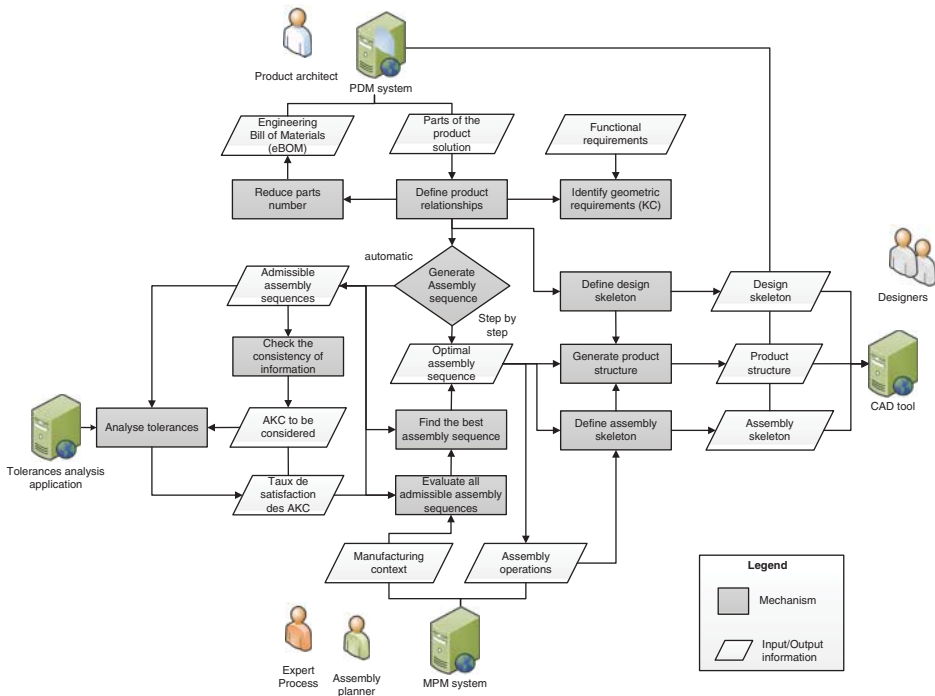 Product architect
PDM system
Engineering
Bill of Materials
(eBOM)
Parts of the
product
solution
Functional
requirements
Reduce parts
number
Define product
relationships
Identify geometric
requirements (KC)
automatic
Generate
Assembly
sequence
Admissible
assembly
sequences
Define design
skeleton
Design
skeleton
Designers
Step by
step
Check the
consistency of
information
Optimal
assembly
sequence
Generate product
structure
Product
structure
CAD tool
Analyse tolerances
AKC to be
considered
Find the best
assembly sequence
Define assembly
skeleton
Assembly
skeleton
Tolerances analysis
application
Taux de
satisfaction
des AKC
Evaluate all
admissible assembly
sequences
Manufacturing
context
Assembly
operations
Legend
Mechanism
Input/Output
information
Expert
Process
Assembly
planner
MPM system